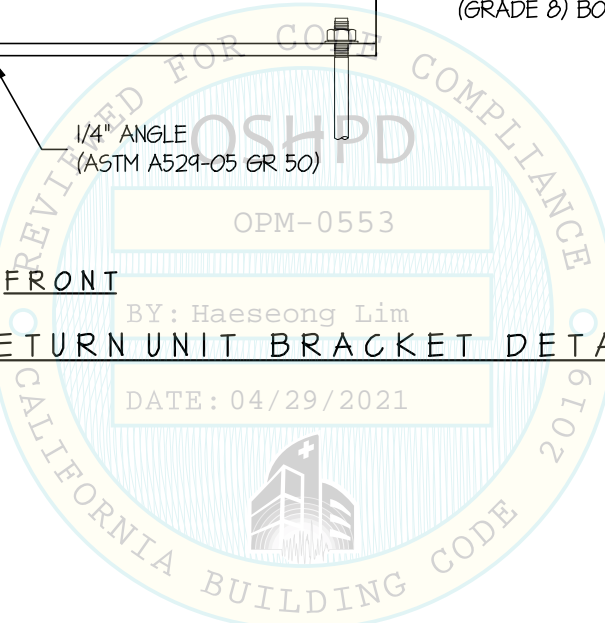 (GRADE 8) BO
1/4" ANGLE
(ASTM A529-05 GR 50)
REVIEWED FOR CODE COMPLIANCE
OSHPD
OPM-0553
FRONT
BY: Haeseong Lim
ETURN UNIT BRACKET DETA
DATE: 04/29/2021
CALIFORNIA BUILDING CODE 2019